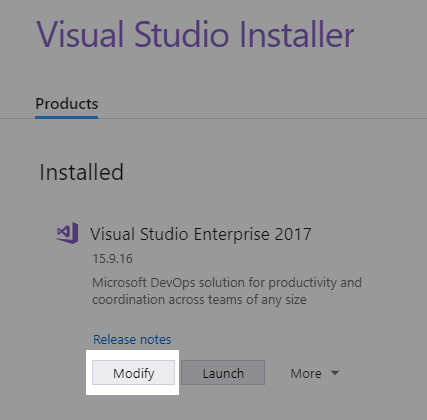 Visual Studio Installer
Products
Installed
Visual Studio Enterprise 2017
15.9.16
Microsoft DevOps solution for productivity and
coordination across teams of any size
Release notes
Modify Launch More